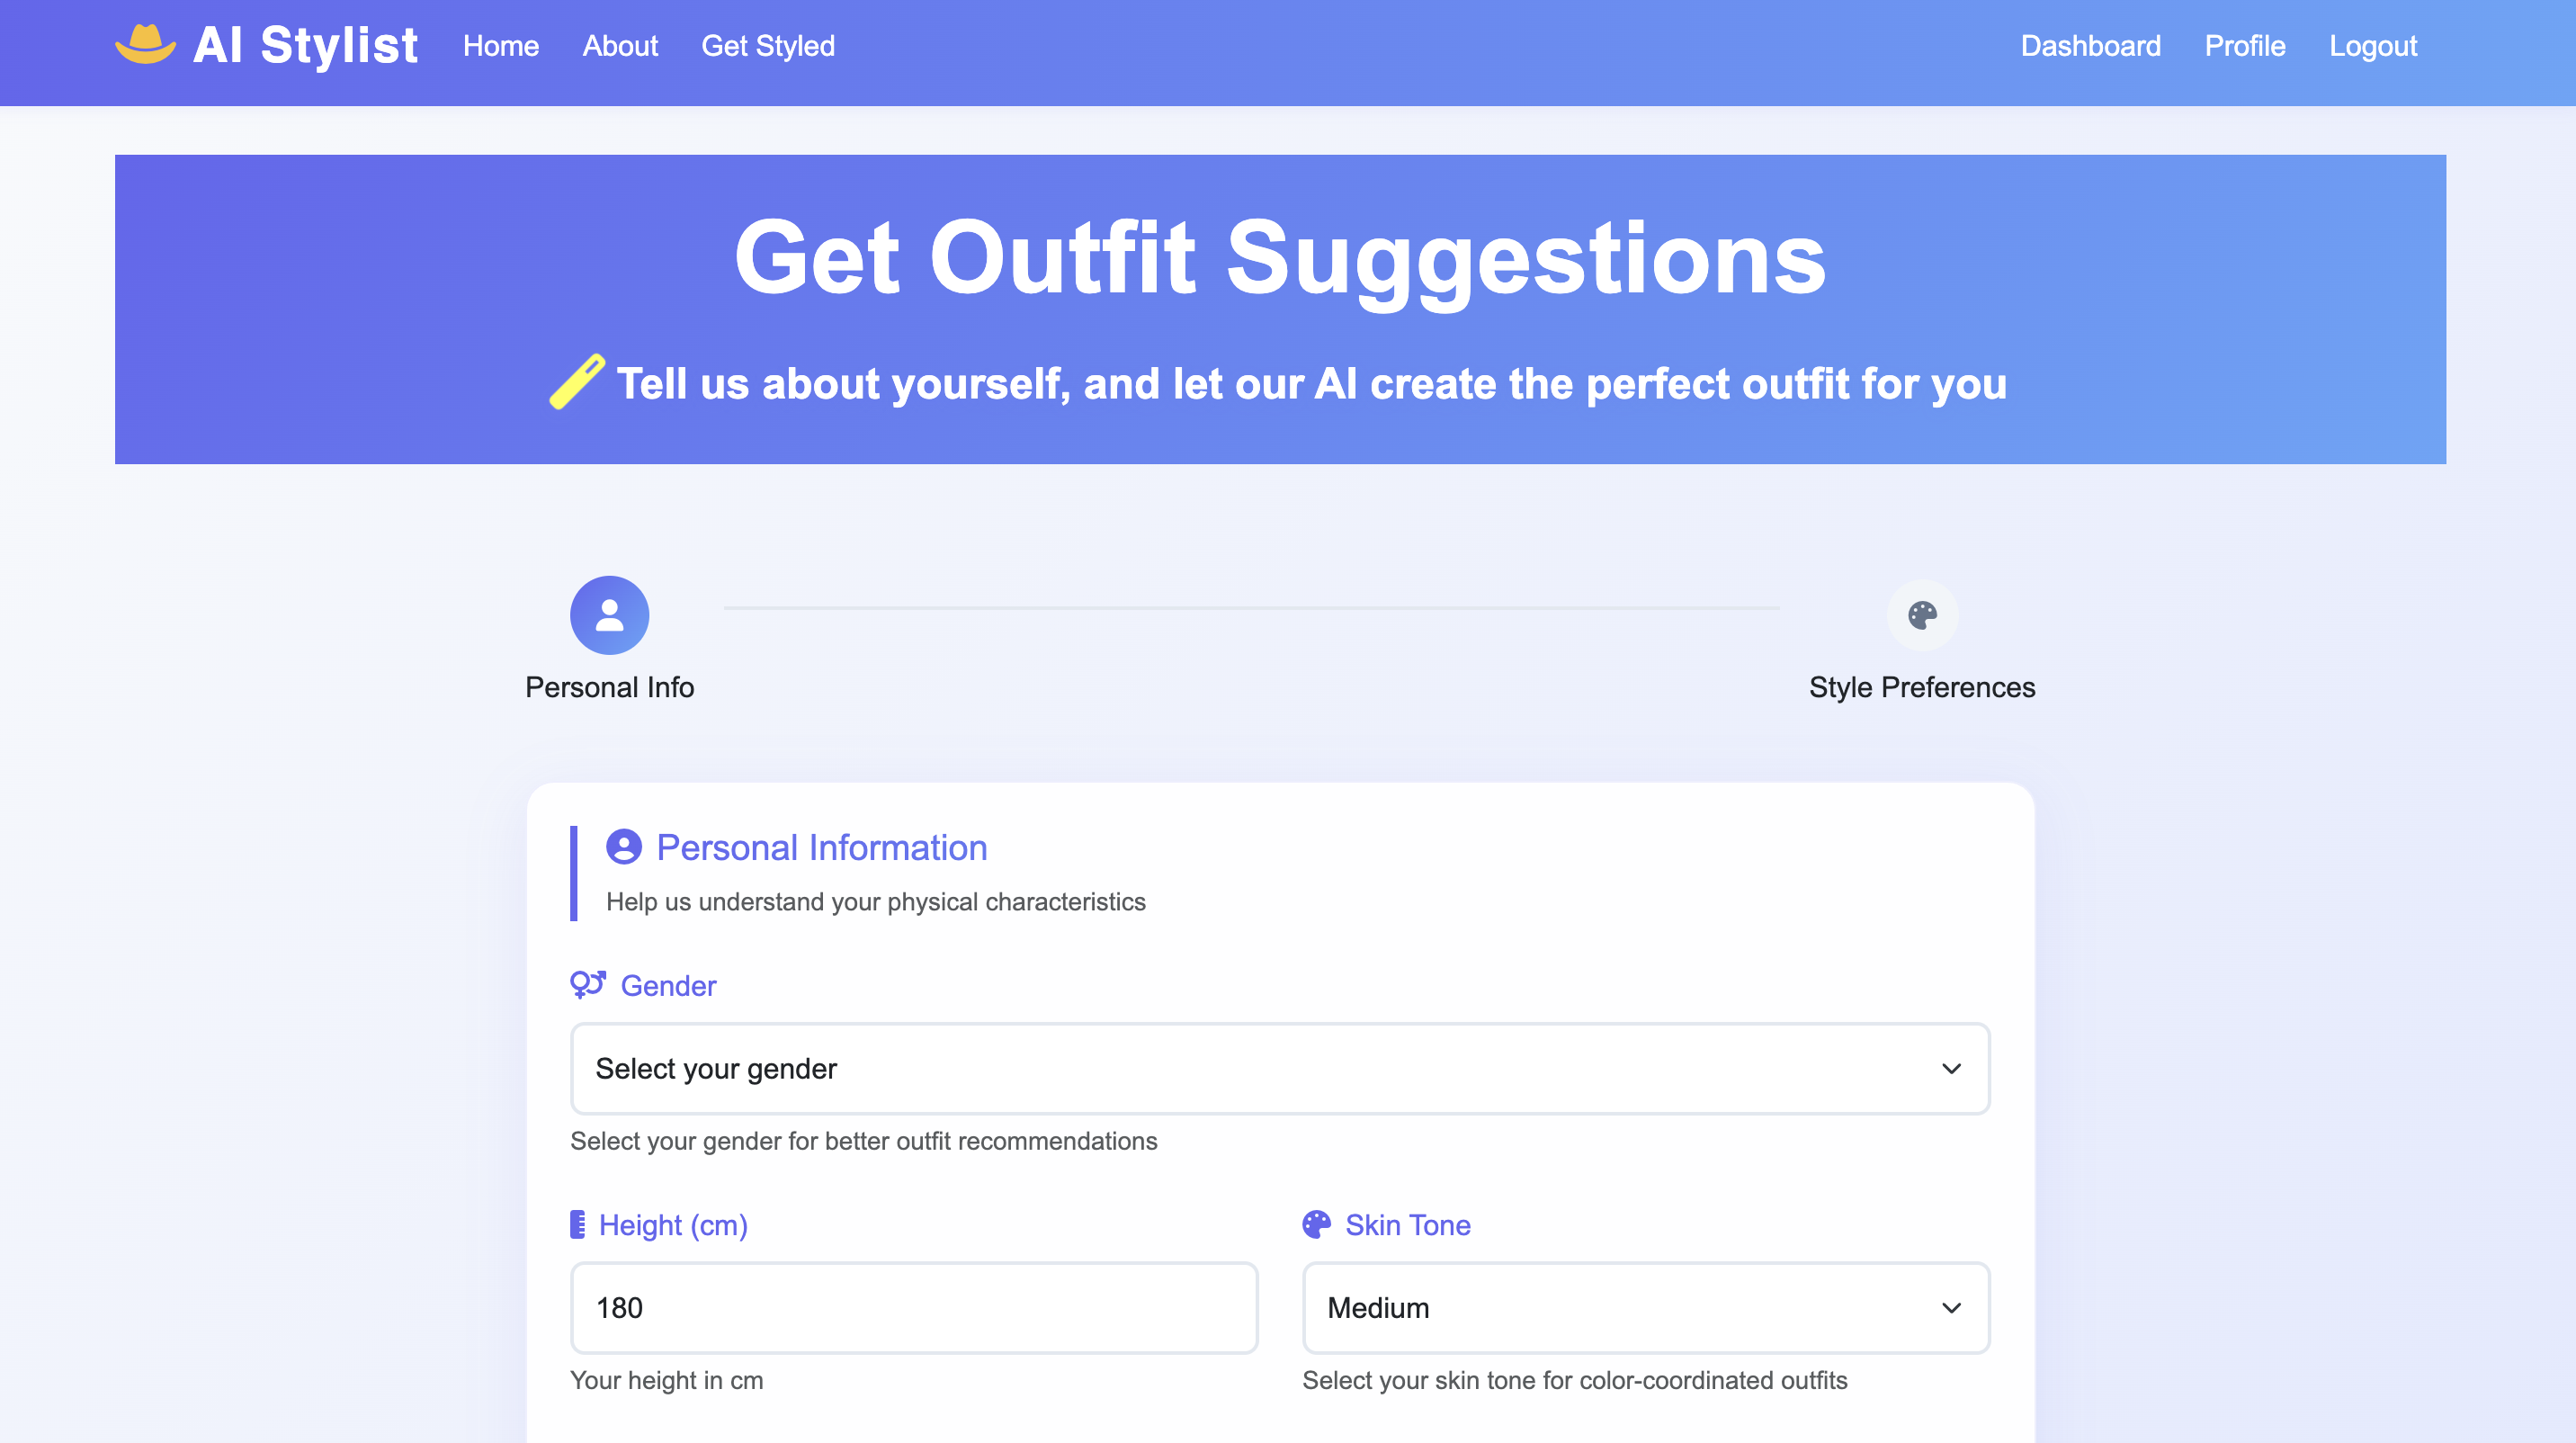 AI Stylist Home About Get Styled Dashboard Profile Logout
Get Outfit Suggestions
Tell us about yourself, and let our AI create the perfect outfit for you
Personal Info Style Preferences
Personal Information
Help us understand your physical characteristics
Gender
Select your gender
Select your gender for better outfit recommendations
Height (cm) Skin Tone
180 Medium
Your height in cm Select your skin tone for color-coordinated outfits